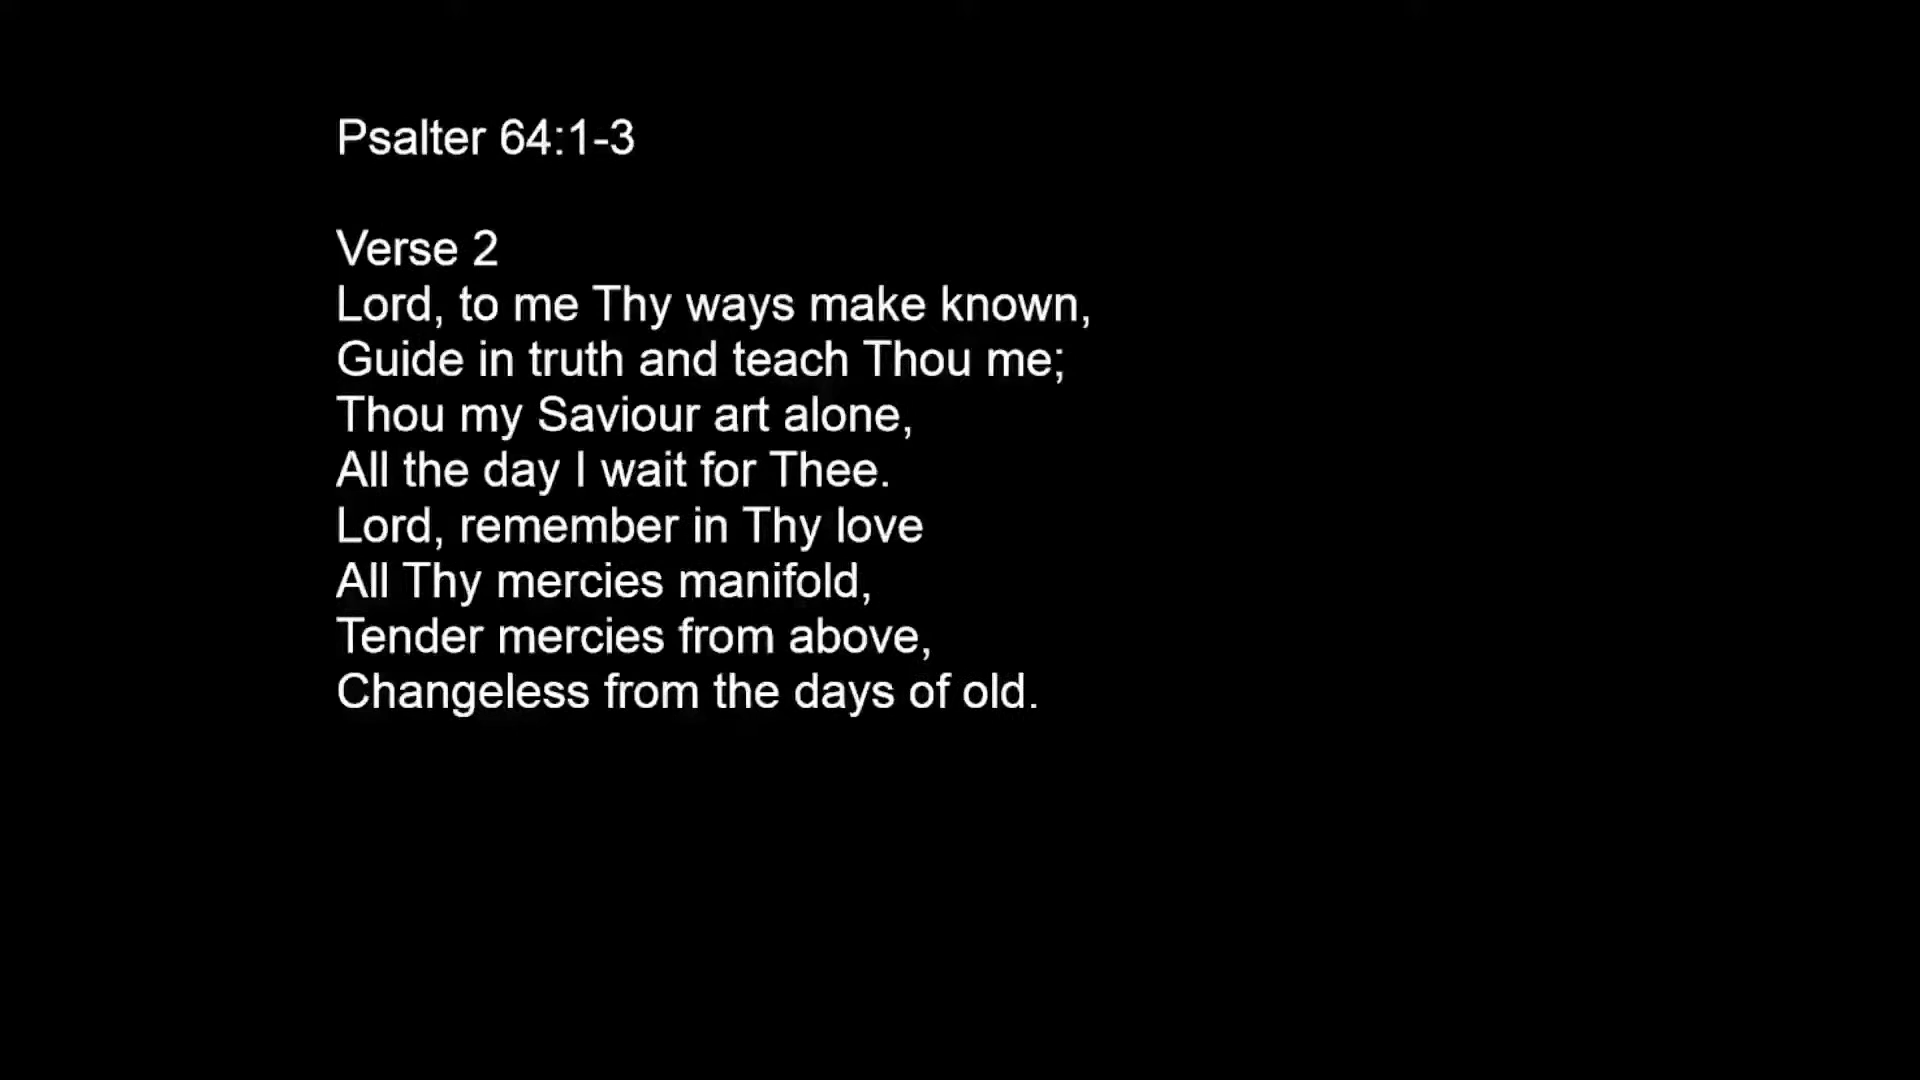 Psalter 64:1-3
Verse 2
Lord, to me Thy ways make known,
Guide in truth and teach Thou me;
Thou my Saviour art alone,
All the day I wait for Thee.
Lord, remember in Thy love
All Thy mercies manifold,
Tender mercies from above,
Changeless from the days of old.